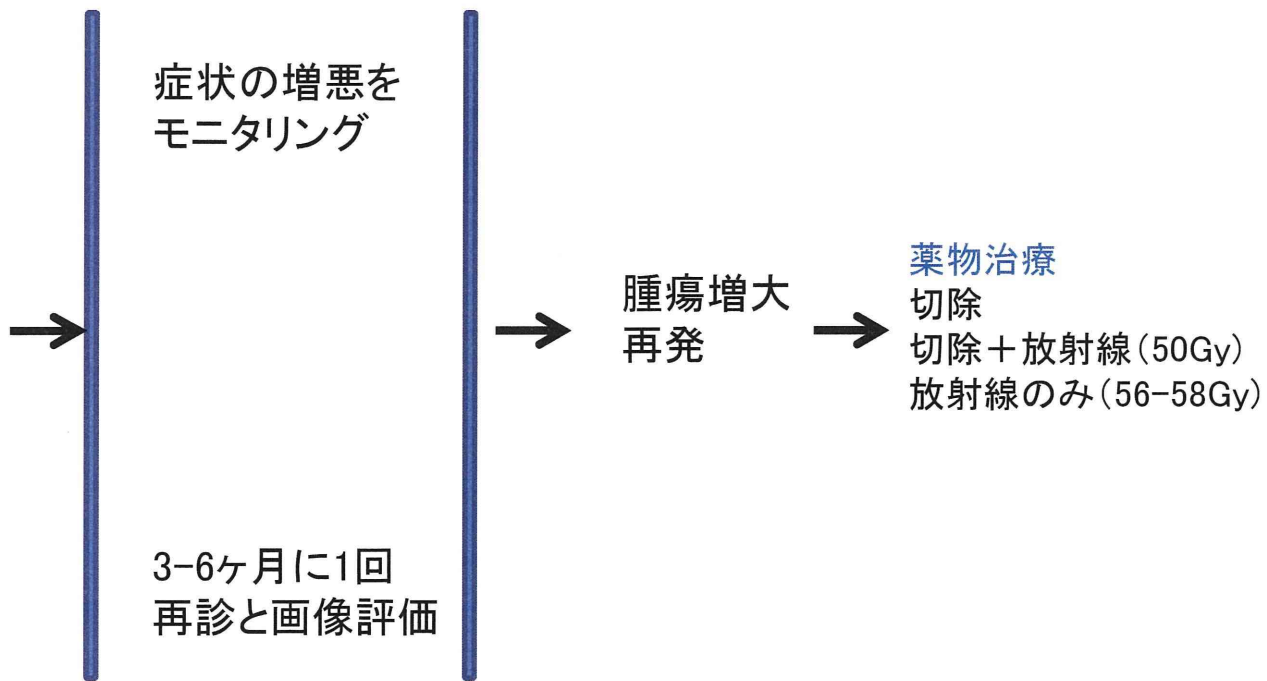 症状の増悪を
モニタリング
3-6ヶ月に1回
再診と画像評価
腫瘍増大
再発
薬物治療
切除
切除＋放射線（50Gy）
放射線のみ（56-58Gy）